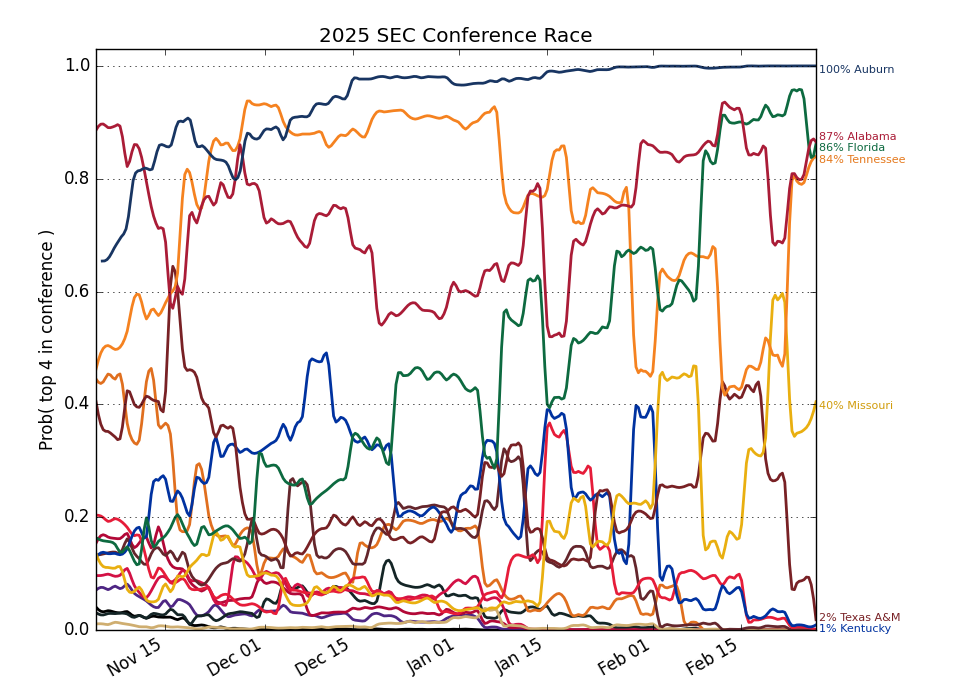 2025 SEC Conference Race
Prob( top 4 in conference )
1.0
0.8
0.6
0.4
0.2
0.0
Nov 15
Dec 01
Dec 15
Jan 01
Jan 15
Feb 01
Feb 15
100% Auburn
87% Alabama
86% Florida
84% Tennessee
40% Missouri
2% Texas A&M
1% Kentucky